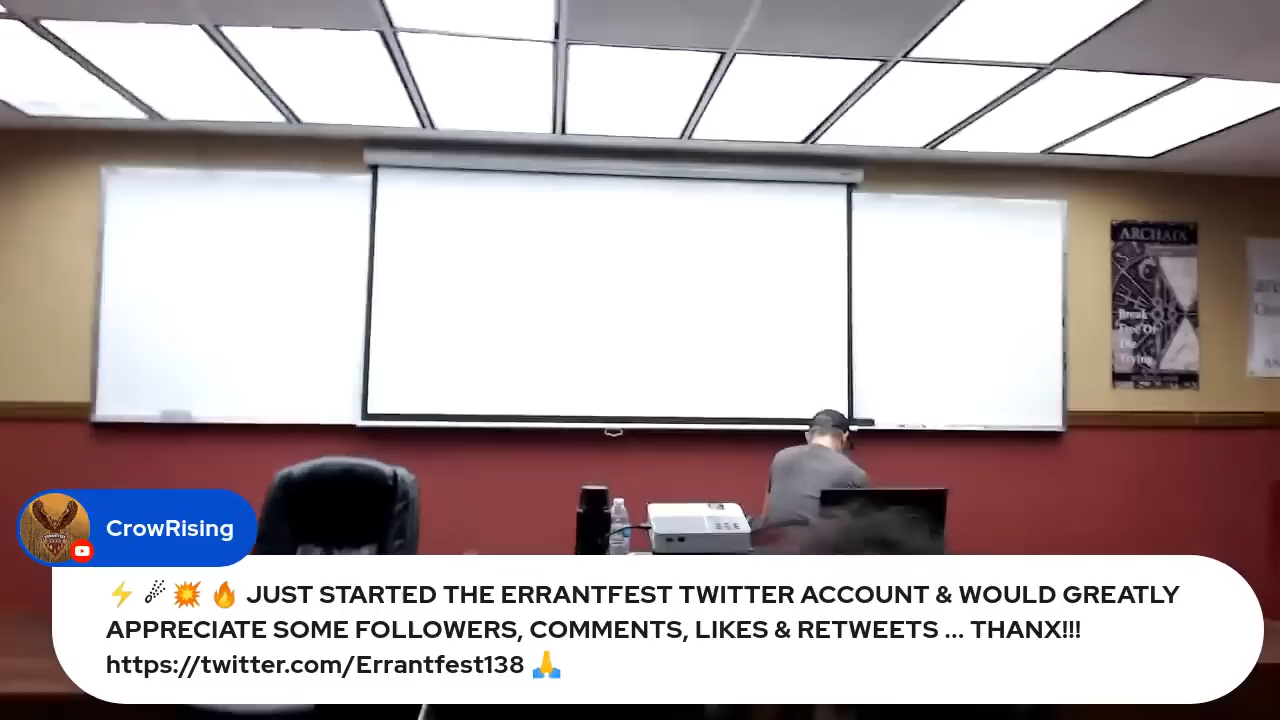 ARCHAIX
Break
Free Or
Die
Trying
CrowRising
⚡ ☄ 💥 🔥 JUST STARTED THE ERRANTFEST TWITTER ACCOUNT & WOULD GREATLY
APPRECIATE SOME FOLLOWERS, COMMENTS, LIKES & RETWEETS ... THANX!!!
https://twitter.com/Errantfest138 🙏